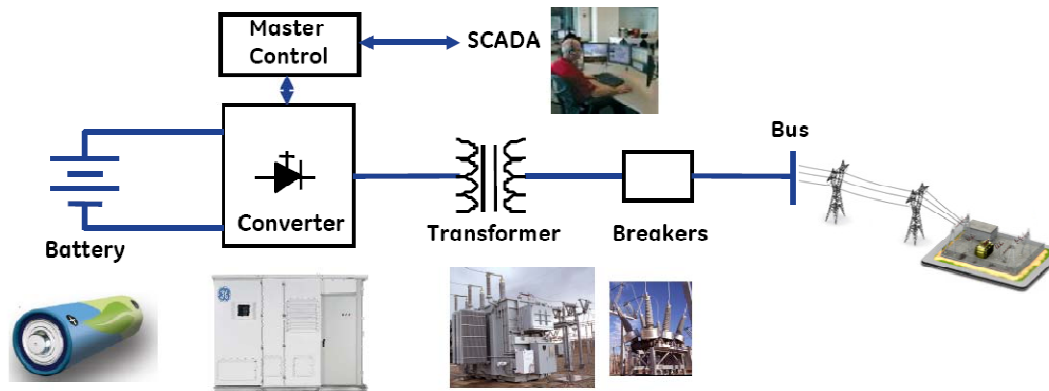 Master
Control
SCADA
Bus
Converter
Battery
Transformer
Breakers